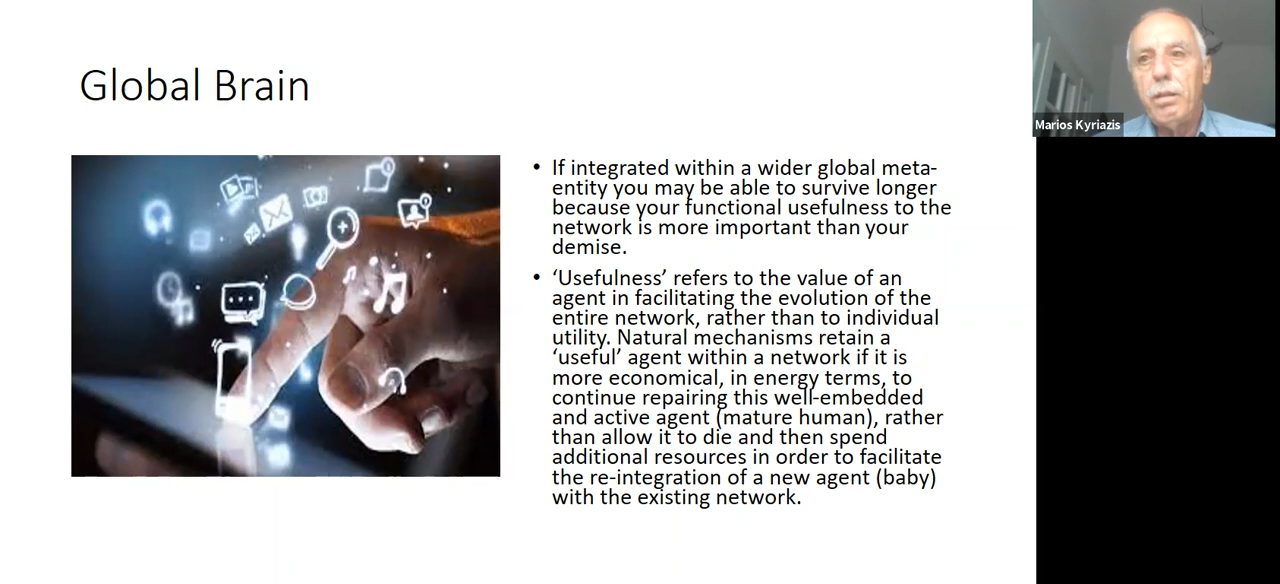 Global Brain
• If integrated within a wider global meta-
entity you may be able to survive longer
because your functional usefulness to the
network is more important than your
demise.
• ‘Usefulness’ refers to the value of an
agent in facilitating the evolution of the
entire network, rather than to individual
utility. Natural mechanisms retain a
‘useful’ agent within a network if it is
more economical, in energy terms, to
continue repairing this well-embedded
and active agent (mature human), rather
than allow it to die and then spend
additional resources in order to facilitate
the re-integration of a new agent (baby)
with the existing network.
Marios Kyriazis